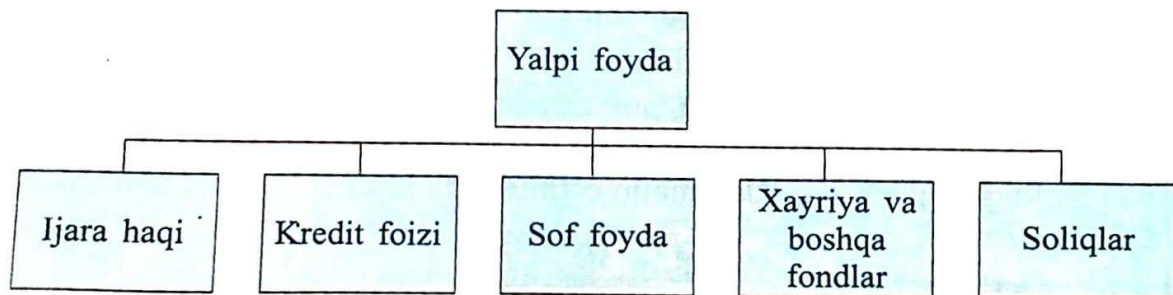 Yalpi foyda
Ijara haqi
Kredit foizi
Sof foyda
Xayriya va
boshqa
fondlar
Soliqlar